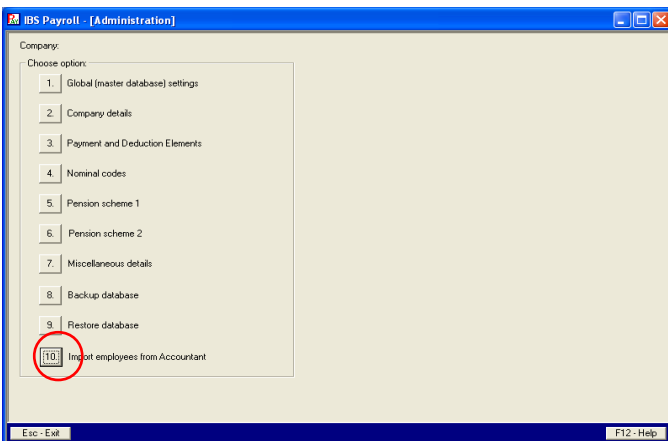 IBS Payroll - [Administration]
Company:
Choose option:
1. Global (master database) settings
2. Company details
3. Payment and Deduction Elements
4. Nominal codes
5. Pension scheme 1
6. Pension scheme 2
7. Miscellaneous details
8. Backup database
9. Restore database
10. Import employees from Accountant
Esc - Exit
F12 - Help